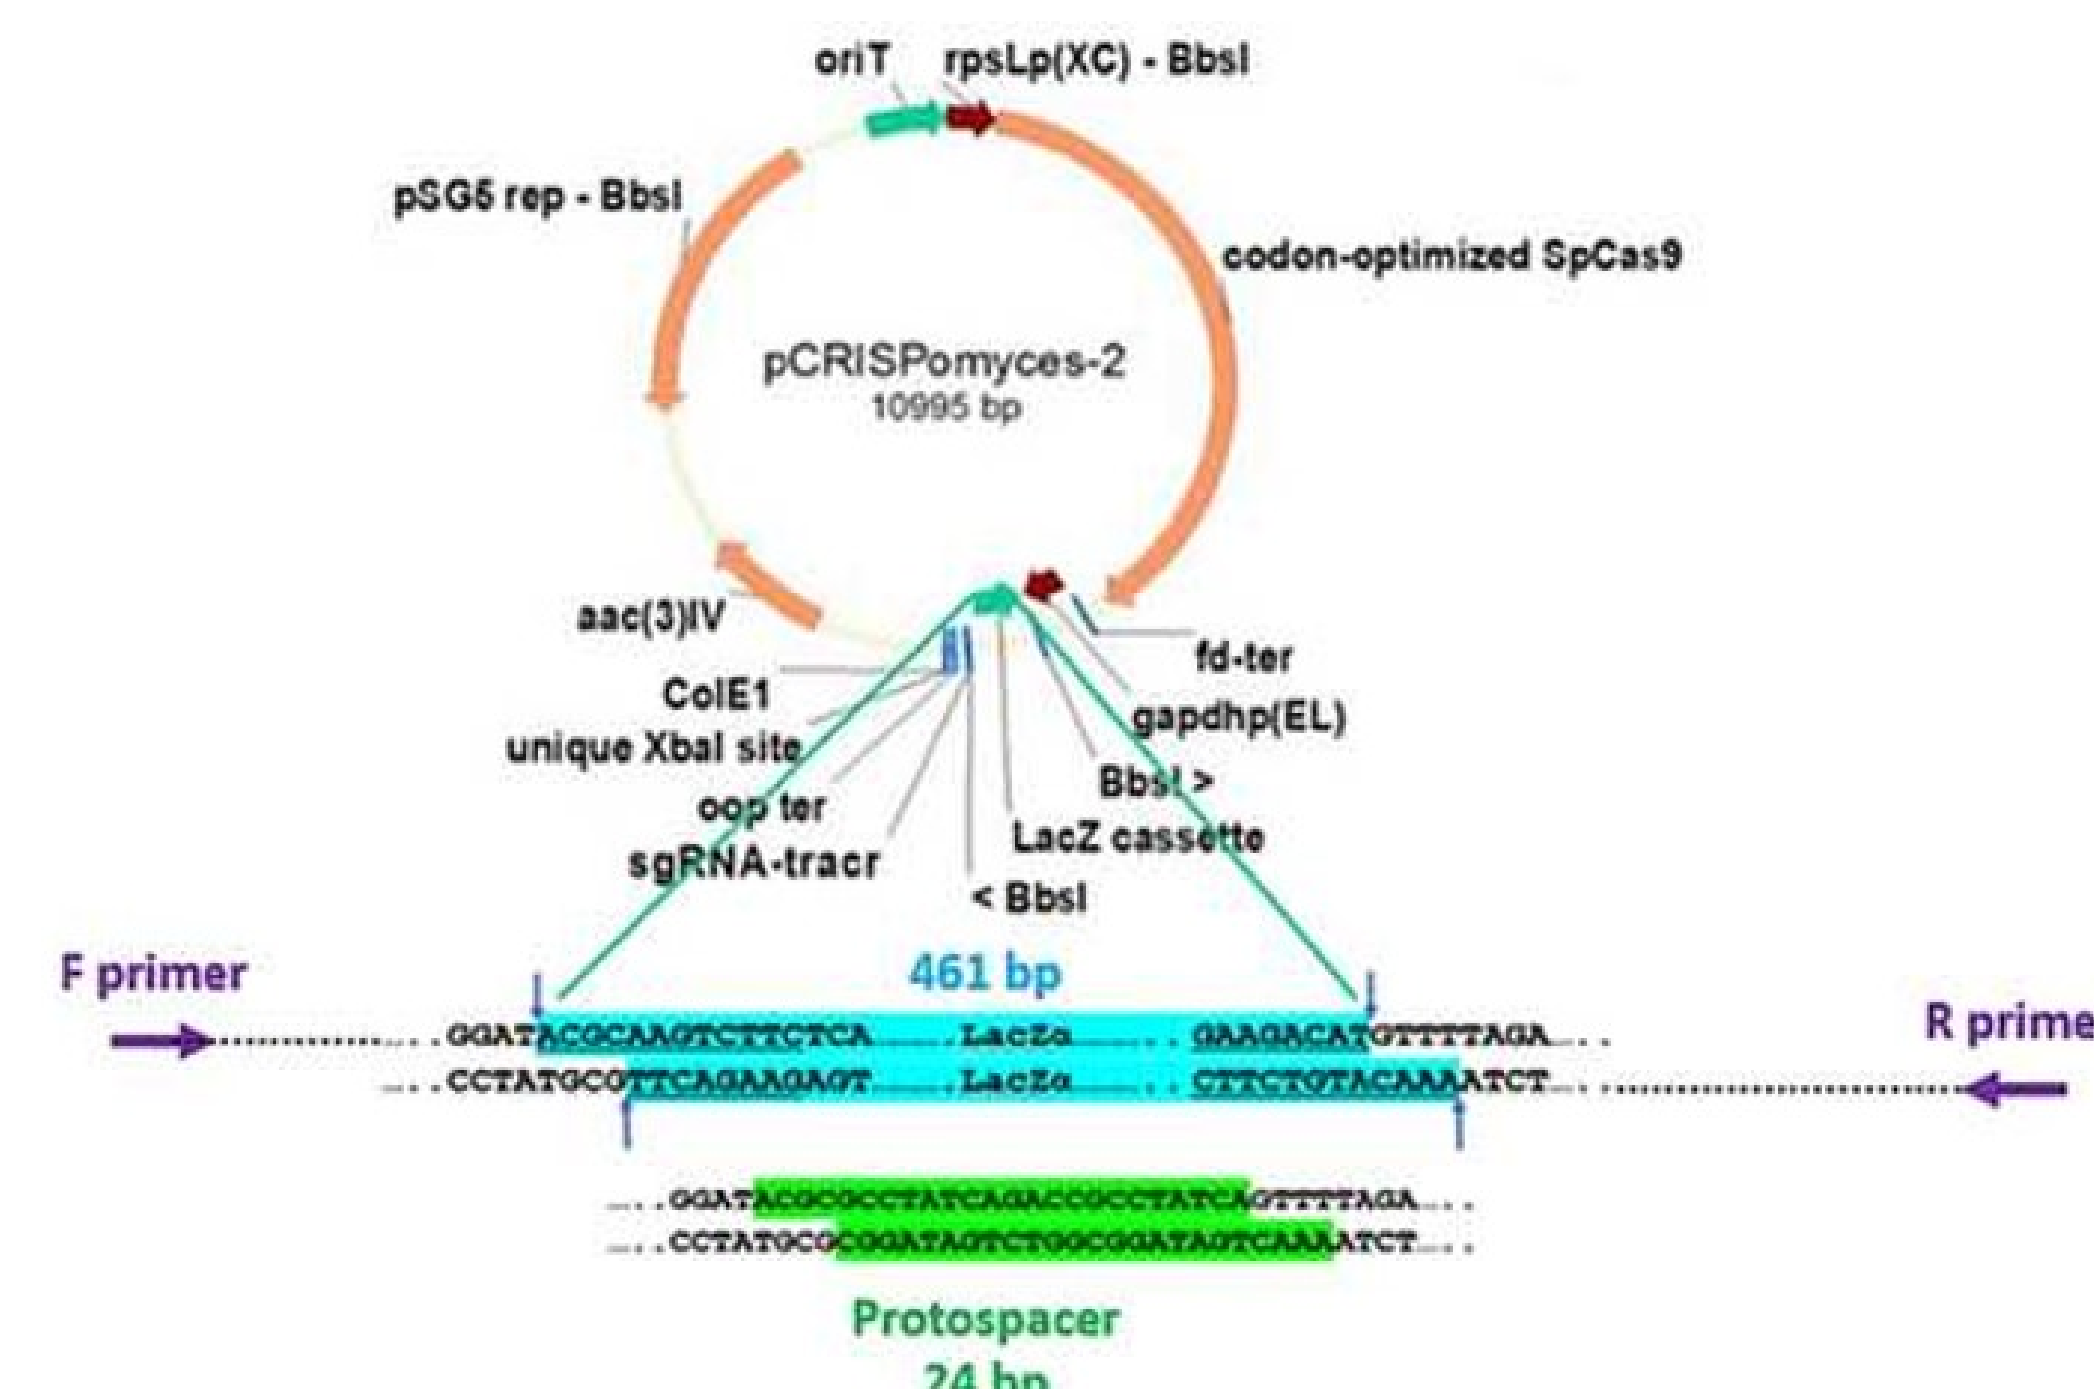 oriT rpsLp(XC) - BbsI
pSG5 rep - BbsI
codon-optimized SpCas9
pCRISPomyces-2
10995 bp
aac(3)IV
fd-ter
ColE1
gapdhp(EL)
unique XbaI site
BbsI >
oop ter
LacZ cassette
sgRNA-tracr
< BbsI
461 bp
F primer
R prime
....GGATACGCAAGTCTTCTCA.......LacZα.......GAAGACATGTTTTAGA....
....CCTATGCGTTCAGAAGAGT.......LacZα.......CTTCTGTACAAAATCT....
....GGATACGCGCCTATCAGACCGCCTATCAGTTTTAGA....
....CCTATGCGCGGATAGTCTGGCGGATAGTCAAAATCT....
Protospacer
24 bp